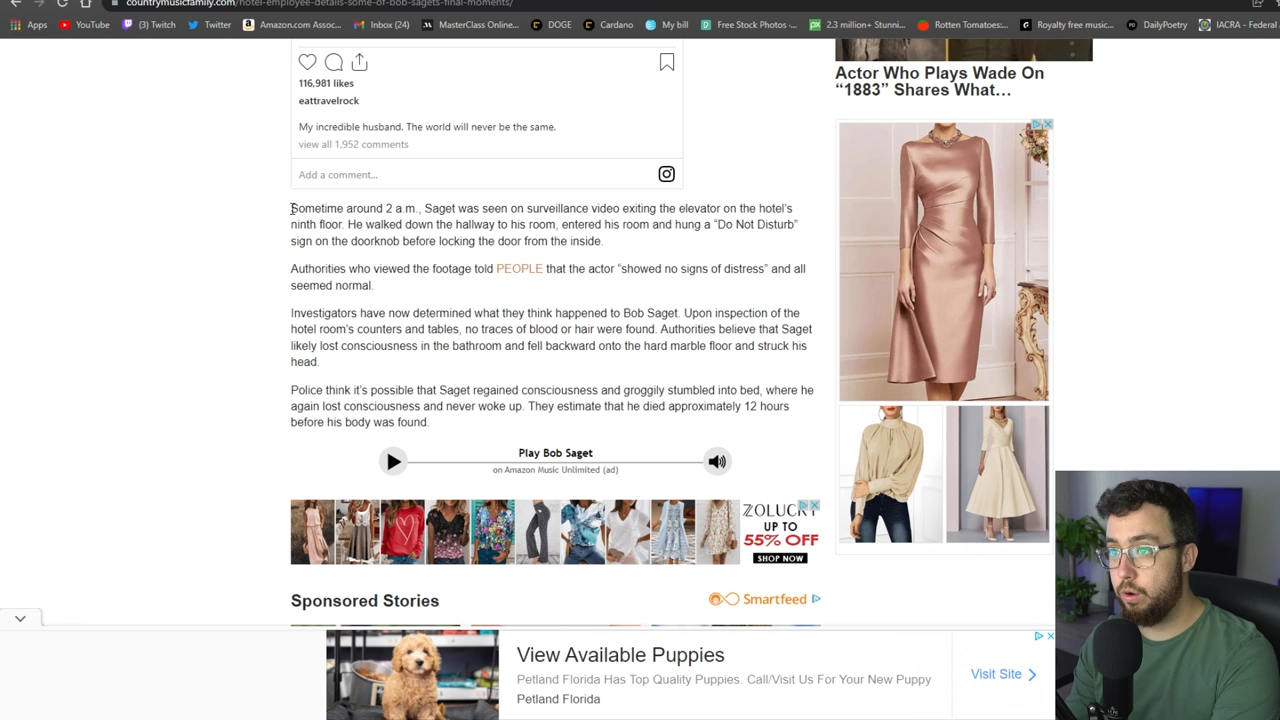 countrymusicfamily.com/hotel-employee-details-some-of-bob-sagets-final-moments/
Apps YouTube (3) Twitch Twitter Amazon.com Assoc... Inbox (24) MasterClass Online... DOGE Cardano My bill Free Stock Photos -... 2.3 million+ Stunni... Rotten Tomatoes:... Royalty free music... DailyPoetry IACRA - Federal
116,981 likes
eattravelrock
My incredible husband. The world will never be the same.
view all 1,952 comments
Add a comment...
Sometime around 2 a.m., Saget was seen on surveillance video exiting the elevator on the hotel's
ninth floor. He walked down the hallway to his room, entered his room and hung a “Do Not Disturb”
sign on the doorknob before locking the door from the inside.
Authorities who viewed the footage told PEOPLE that the actor “showed no signs of distress” and all
seemed normal.
Investigators have now determined what they think happened to Bob Saget. Upon inspection of the
hotel room's counters and tables, no traces of blood or hair were found. Authorities believe that Saget
likely lost consciousness in the bathroom and fell backward onto the hard marble floor and struck his
head.
Police think it's possible that Saget regained consciousness and groggily stumbled into bed, where he
again lost consciousness and never woke up. They estimate that he died approximately 12 hours
before his body was found.
Play Bob Saget
on Amazon Music Unlimited (ad)
ZOLUCKY
UP TO
55% OFF
SHOP NOW
Sponsored Stories
Smartfeed
Actor Who Plays Wade On
“1883” Shares What…
View Available Puppies
Petland Florida Has Top Quality Puppies. Call/Visit Us For Your New Puppy
Petland Florida
Visit Site